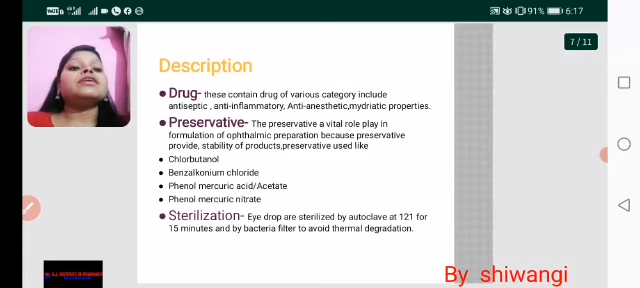 91% 6:17
7 / 11
Description
Drug- these contain drug of various category include
antiseptic , anti-inflammatory, Anti-anesthetic,mydriatic properties.
Preservative- The preservative a vital role play in
formulation of ophthalmic preparation because preservative
provide, stability of products,preservative used like
Chlorbutanol
Benzalkonium chloride
Phenol mercuric acid/Acetate
Phenol mercuric nitrate
Sterilization- Eye drop are sterilized by autoclave at 121 for
15 minutes and by bacteria filter to avoid thermal degradation.
INSTITUTE OF PHARMACY
By shiwangi